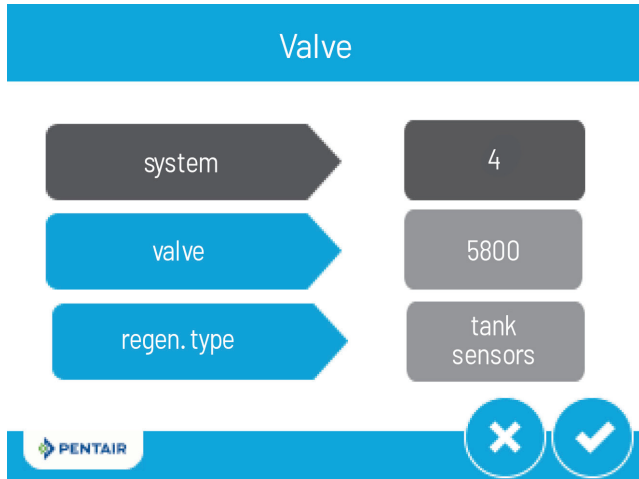 Valve
system
4
valve
5800
regen. type
tank
sensors
PENTAIR